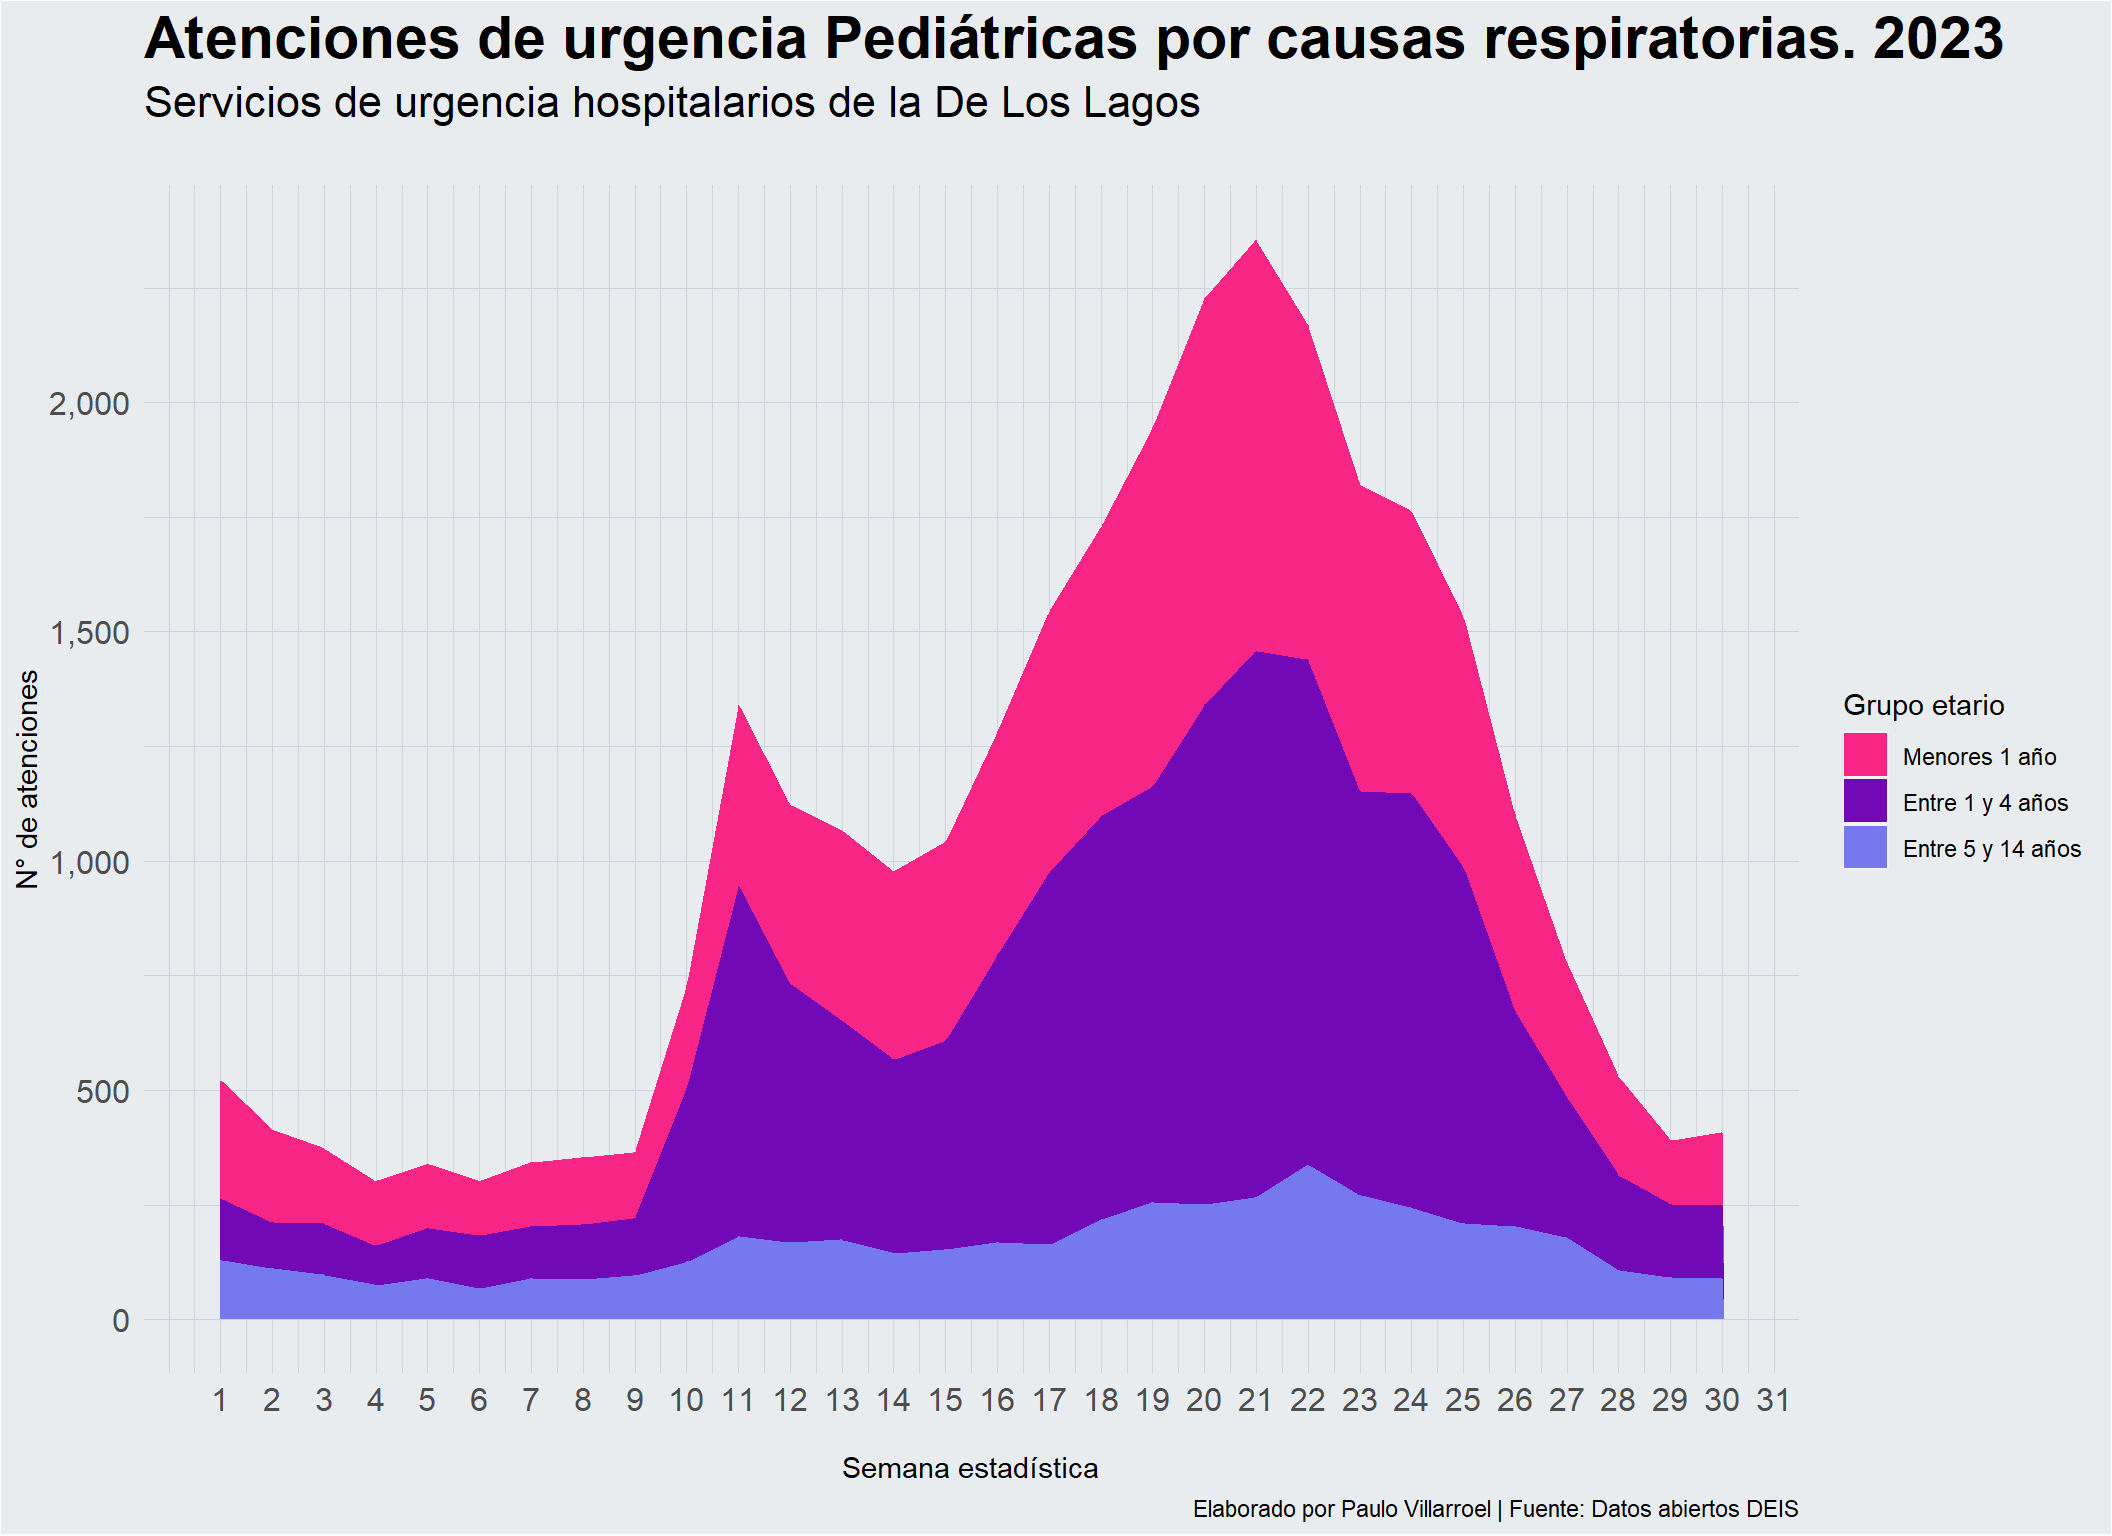 Atenciones de urgencia Pediátricas por causas respiratorias. 2023
Servicios de urgencia hospitalarios de la De Los Lagos
2,000
1,500
1,000
500
0
N° de atenciones
1 2 3 4 5 6 7 8 9 10 11 12 13 14 15 16 17 18 19 20 21 22 23 24 25 26 27 28 29 30 31
Semana estadística
Grupo etario
Menores 1 año
Entre 1 y 4 años
Entre 5 y 14 años
Elaborado por Paulo Villarroel | Fuente: Datos abiertos DEIS